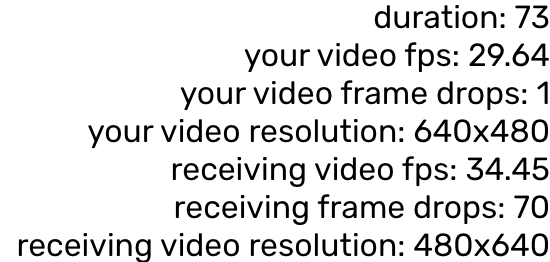 duration: 73
your video fps: 29.64
your video frame drops: 1
your video resolution: 640x480
receiving video fps: 34.45
receiving frame drops: 70
receiving video resolution: 480x640